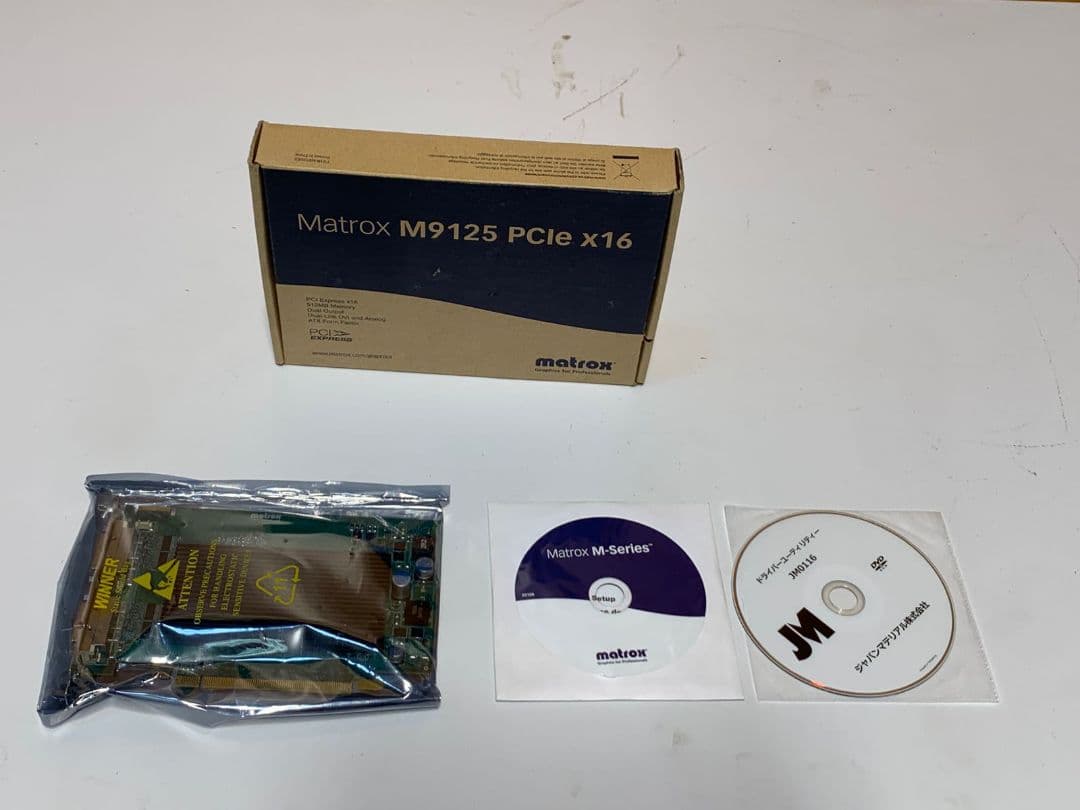 Matrox M9125 PCIe x16
PCI Express x16
512MB Memory
Dual Output
Dual-Link DVI and Analog
ATX Form Factor
PCI
EXPRESS
www.matrox.com/graphics
matrox
Graphics for Professionals
matrox
WINNER
ATTENTION
OBSERVE PRECAUTIONS
FOR HANDLING
ELECTROSTATIC
SENSITIVE DEVICES
Matrox M-Series™
Setup
matrox
Graphics for Professionals
ドライバーユーティリティー
JM0116
DVD
JM
ジャパンマテリアル株式会社